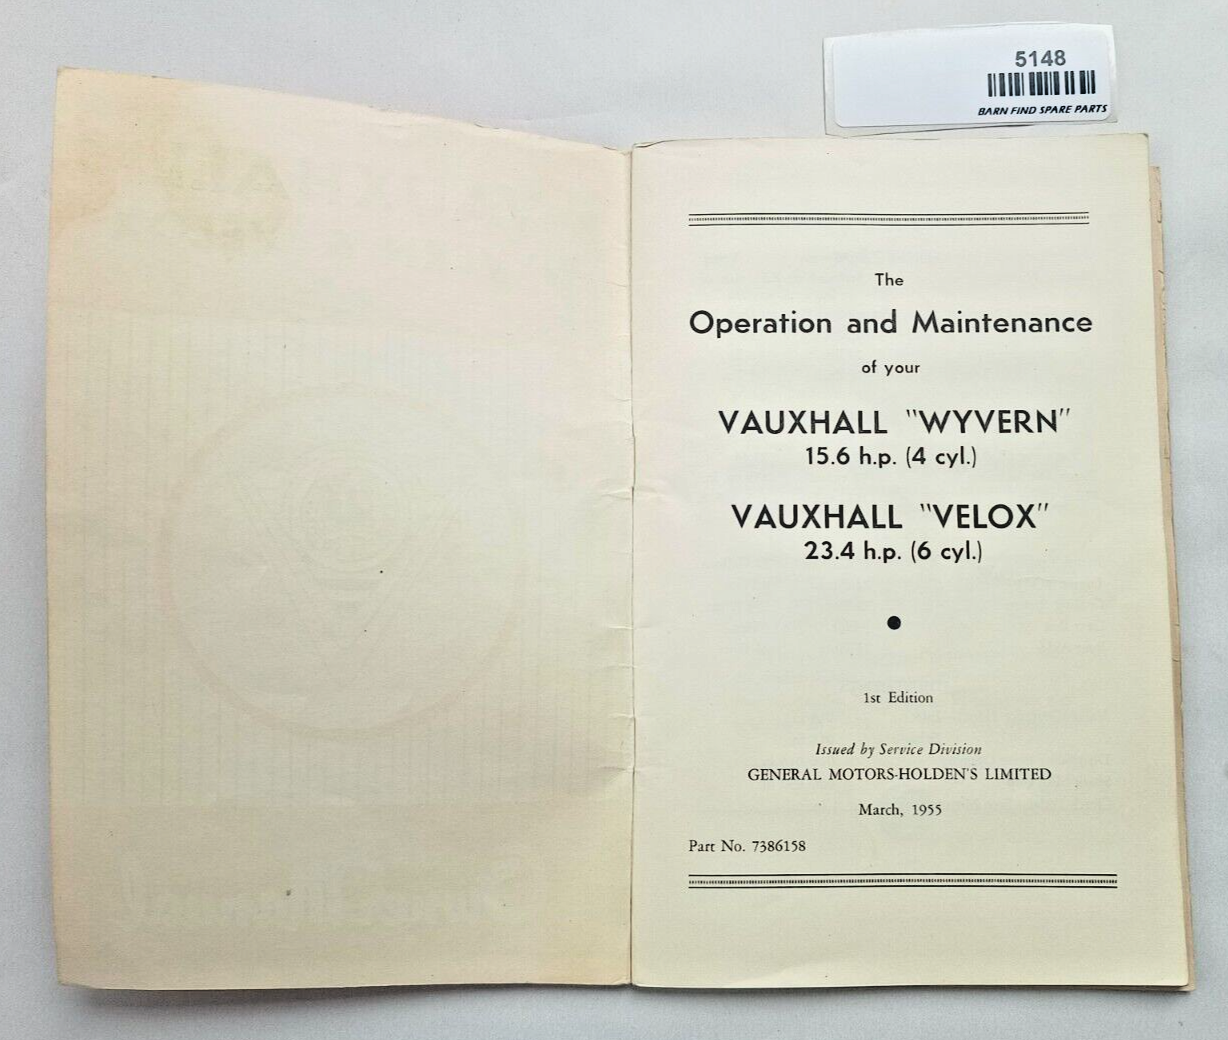 5148
BARN FIND SPARE PARTS
The
Operation and Maintenance
of your
VAUXHALL "WYVERN"
15.6 h.p. (4 cyl.)
VAUXHALL "VELOX"
23.4 h.p. (6 cyl.)
1st Edition
Issued by Service Division
GENERAL MOTORS-HOLDEN'S LIMITED
March, 1955
Part No. 7386158